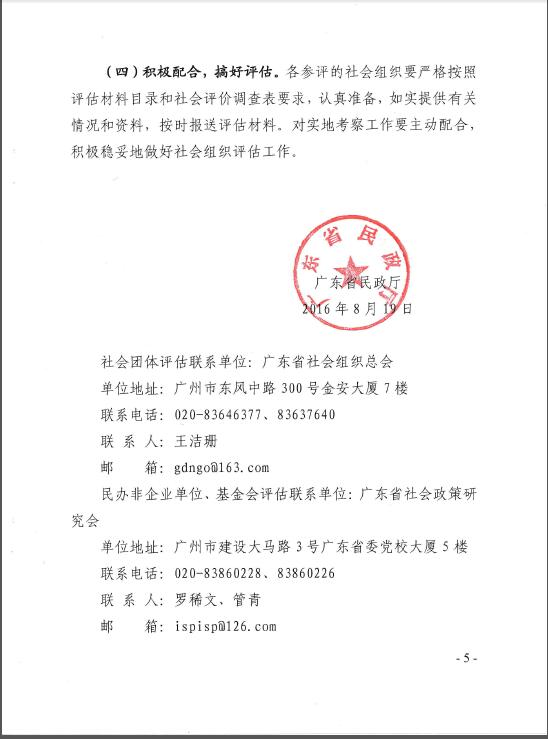 （四）积极配合，搞好评估。各参评的社会组织要严格按照
评估材料目录和社会评价调查表要求，认真准备，如实提供有关
情况和资料，按时报送评估材料。对实地考察工作要主动配合，
积极稳妥地做好社会组织评估工作。
广东省民政厅
广东省民政厅
2016年8月19日
社会团体评估联系单位：广东省社会组织总会
单位地址：广州市东风中路300号金安大厦7楼
联系电话：020-83646377、83637640
联 系 人：王洁珊
邮　　箱：gdngo@163.com
民办非企业单位、基金会评估联系单位：广东省社会政策研
究会
单位地址：广州市建设大马路3号广东省委党校大厦5楼
联系电话：020-83860228、83860226
联 系 人：罗稀文、管青
邮　　箱：ispisp@126.com
- 5 -